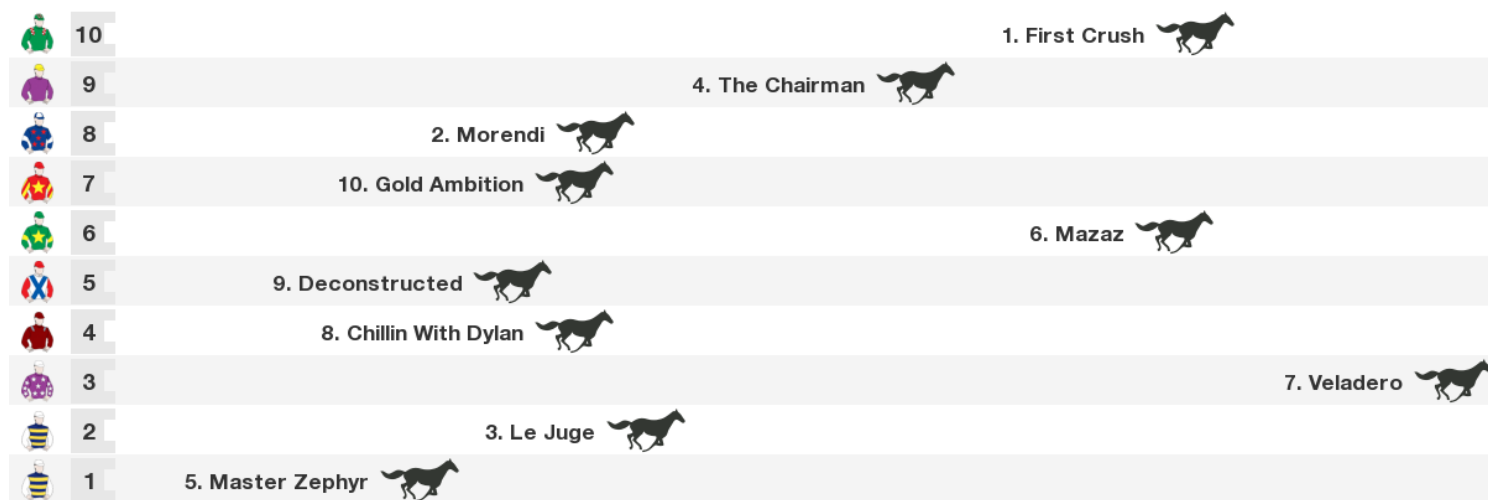 10 1. First Crush
9 4. The Chairman
8 2. Morendi
7 10. Gold Ambition
6 6. Mazaz
5 9. Deconstructed
4 8. Chillin With Dylan
3 7. Veladero
2 3. Le Juge
1 5. Master Zephyr